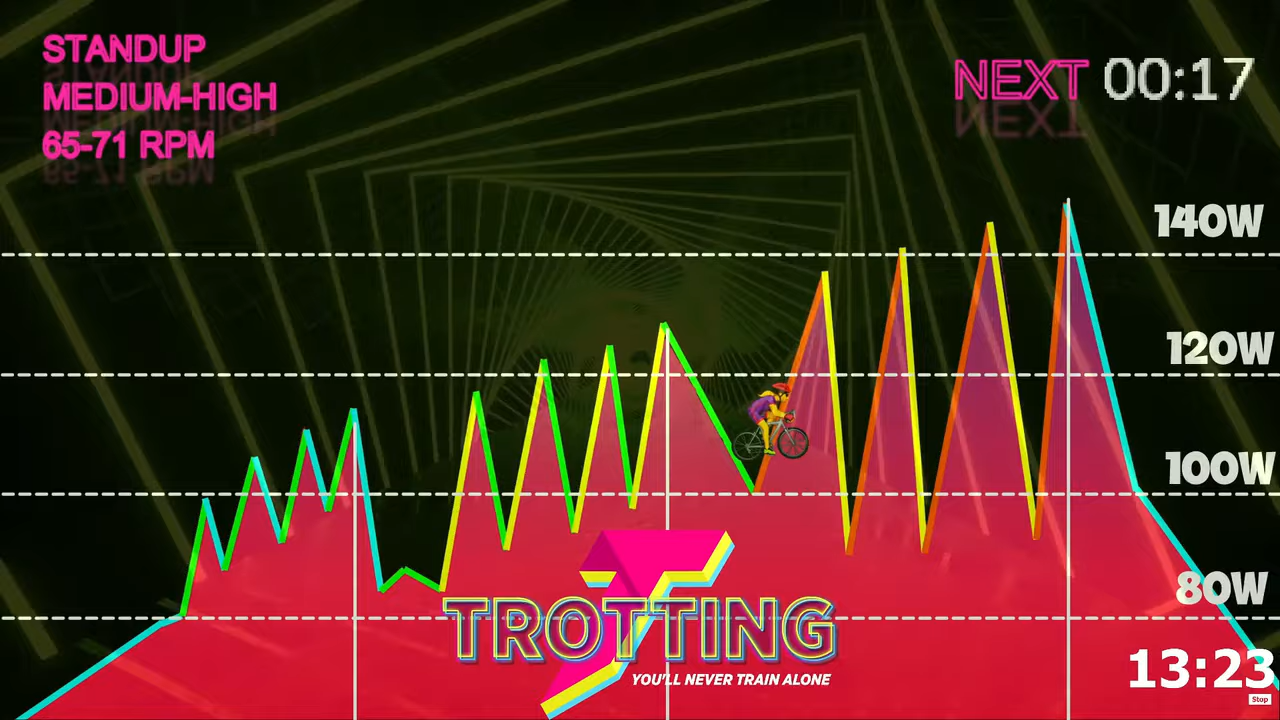 STANDUP
MEDIUM-HIGH
65-71 RPM
NEXT 00:17
140W
120W
100W
80W
TROTTING
YOU'LL NEVER TRAIN ALONE
13:23
Stop